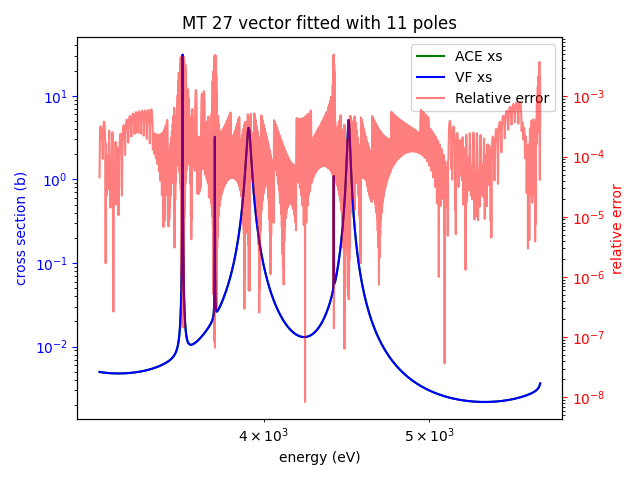 MT 27 vector fitted with 11 poles
ACE xs
VF xs
Relative error
cross section (b)
10¹
10⁰
10⁻¹
10⁻²
10⁻³
10⁻⁴
10⁻⁵
10⁻⁶
10⁻⁷
10⁻⁸
relative error
4 × 10³
5 × 10³
energy (eV)